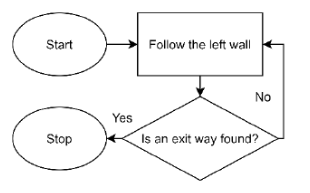 Start
Follow the left wall
No
Yes
Stop
Is an exit way found?